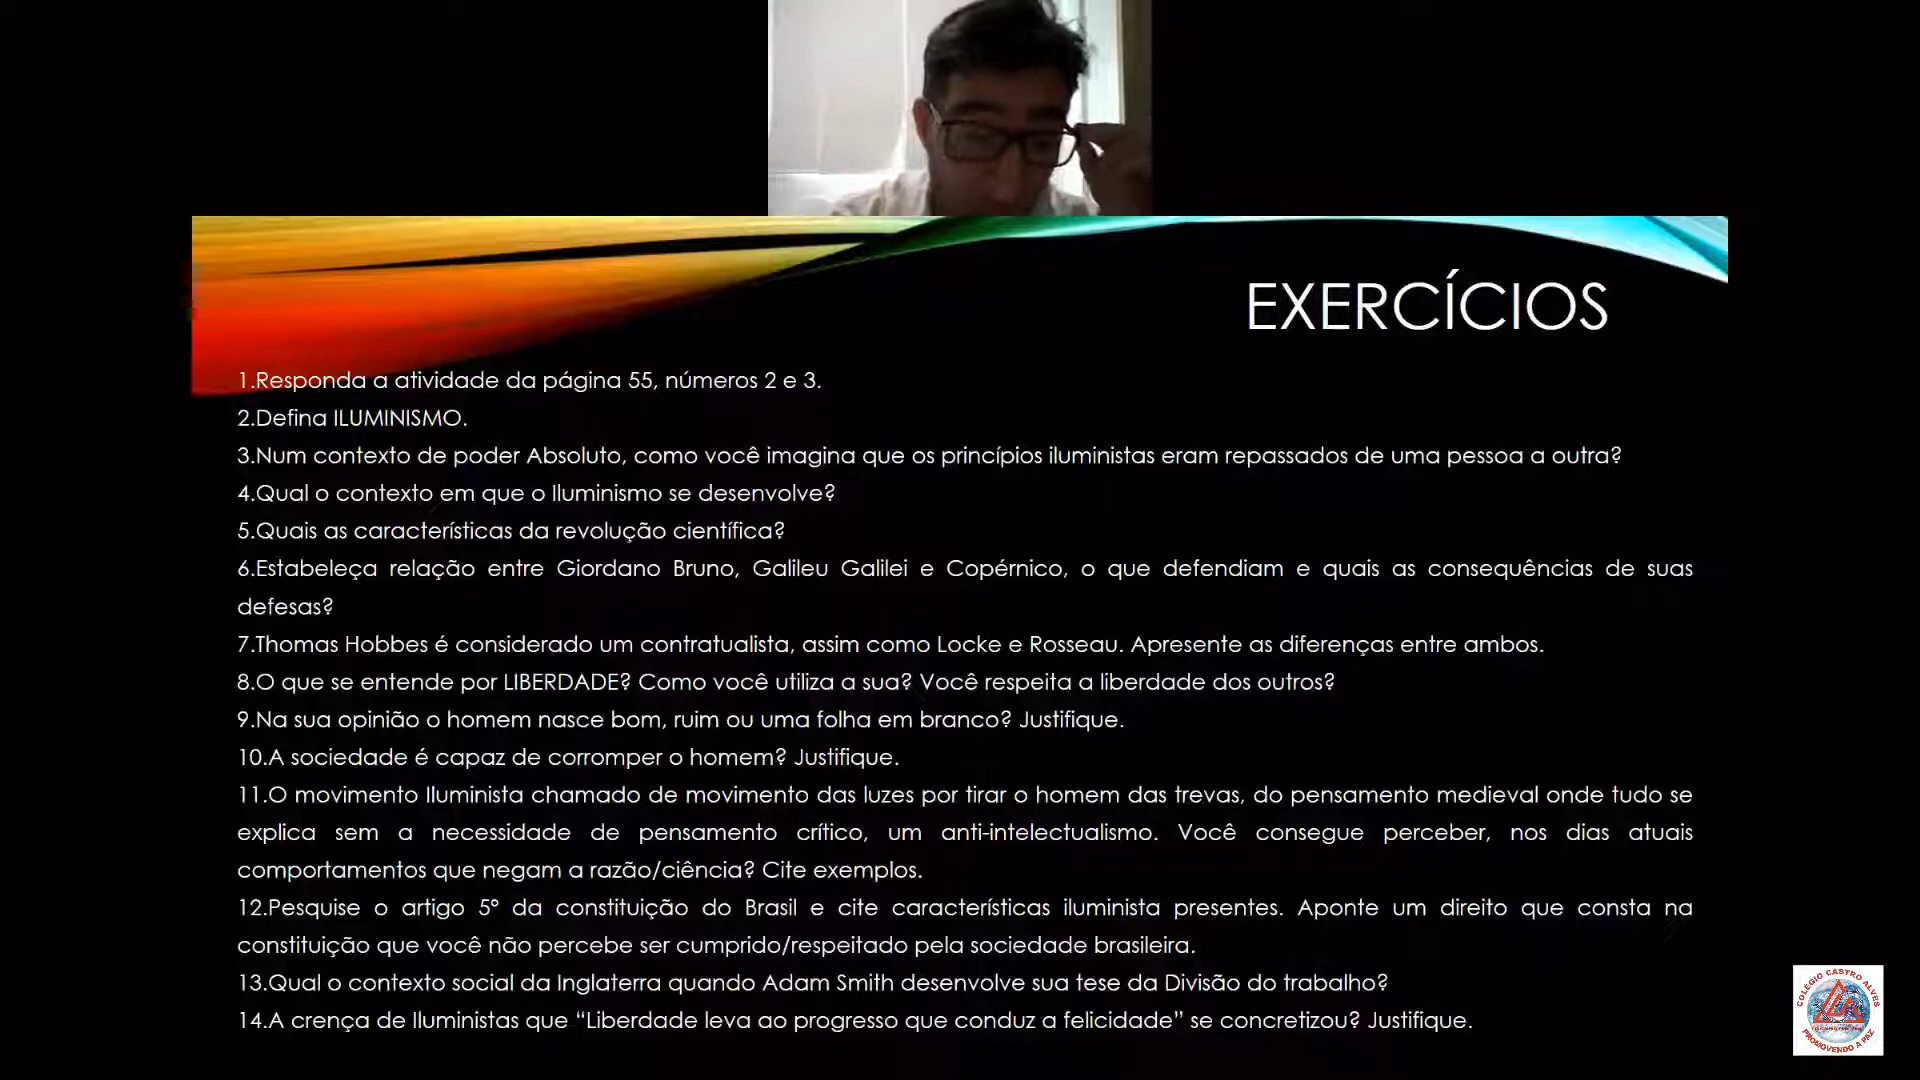 EXERCÍCIOS
1.Responda a atividade da página 55, números 2 e 3.
2.Defina ILUMINISMO.
3.Num contexto de poder Absoluto, como você imagina que os princípios iluministas eram repassados de uma pessoa a outra?
4.Qual o contexto em que o Iluminismo se desenvolve?
5.Quais as características da revolução científica?
6.Estabeleça relação entre Giordano Bruno, Galileu Galilei e Copérnico, o que defendiam e quais as consequências de suas
defesas?
7.Thomas Hobbes é considerado um contratualista, assim como Locke e Rosseau. Apresente as diferenças entre ambos.
8.O que se entende por LIBERDADE? Como você utiliza a sua? Você respeita a liberdade dos outros?
9.Na sua opinião o homem nasce bom, ruim ou uma folha em branco? Justifique.
10.A sociedade é capaz de corromper o homem? Justifique.
11.O movimento Iluminista chamado de movimento das luzes por tirar o homem das trevas, do pensamento medieval onde tudo se
explica sem a necessidade de pensamento crítico, um anti-intelectualismo. Você consegue perceber, nos dias atuais
comportamentos que negam a razão/ciência? Cite exemplos.
12.Pesquise o artigo 5º da constituição do Brasil e cite características iluminista presentes. Aponte um direito que consta na
constituição que você não percebe ser cumprido/respeitado pela sociedade brasileira.
13.Qual o contexto social da Inglaterra quando Adam Smith desenvolve sua tese da Divisão do trabalho?
14.A crença de Iluministas que “Liberdade leva ao progresso que conduz a felicidade” se concretizou? Justifique.
COLÉGIO CASTRO ALVES
PROMOVENDO A PAZ